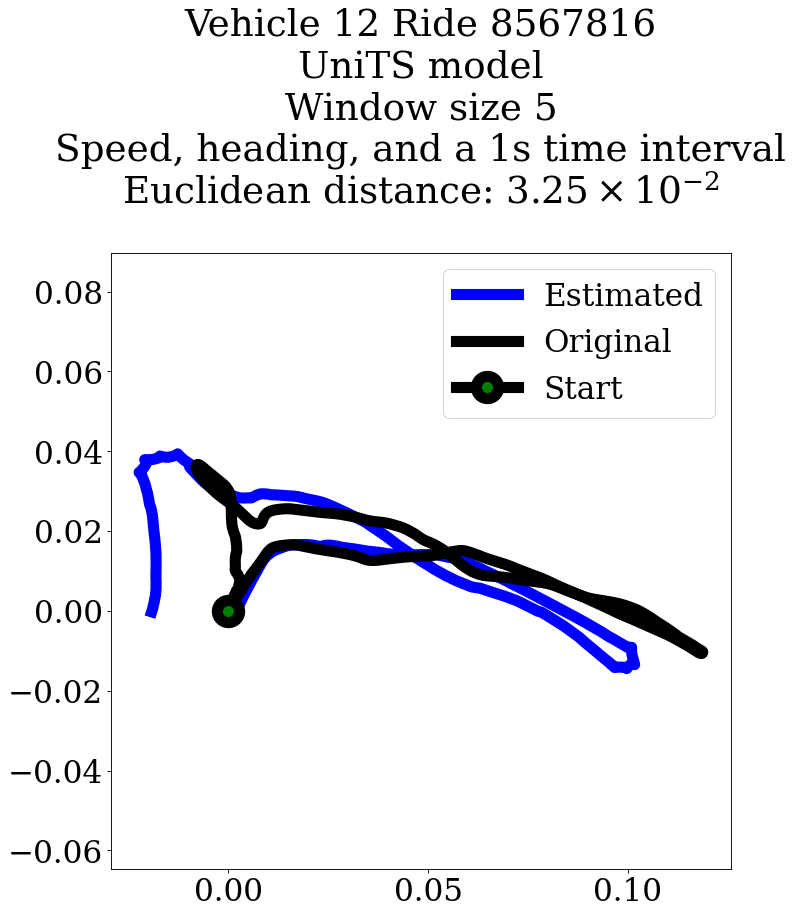 Vehicle 12 Ride 8567816
UniTS model
Window size 5
Speed, heading, and a 1s time interval
Euclidean distance: 3.25 × 10⁻²
Estimated
Original
Start
0.08
0.06
0.04
0.02
0.00
−0.02
−0.04
−0.06
0.00 0.05 0.10